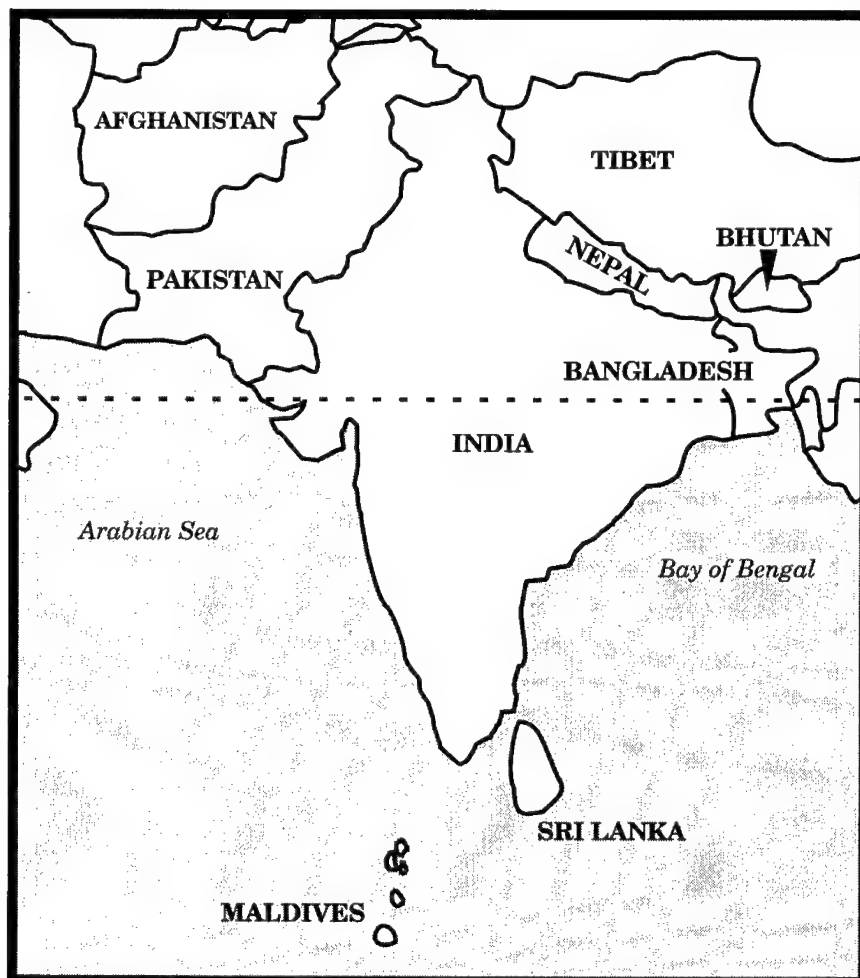 AFGHANISTAN
TIBET
BHUTAN
NEPAL
PAKISTAN
BANGLADESH
INDIA
Arabian Sea
Bay of Bengal
SRI LANKA
MALDIVES